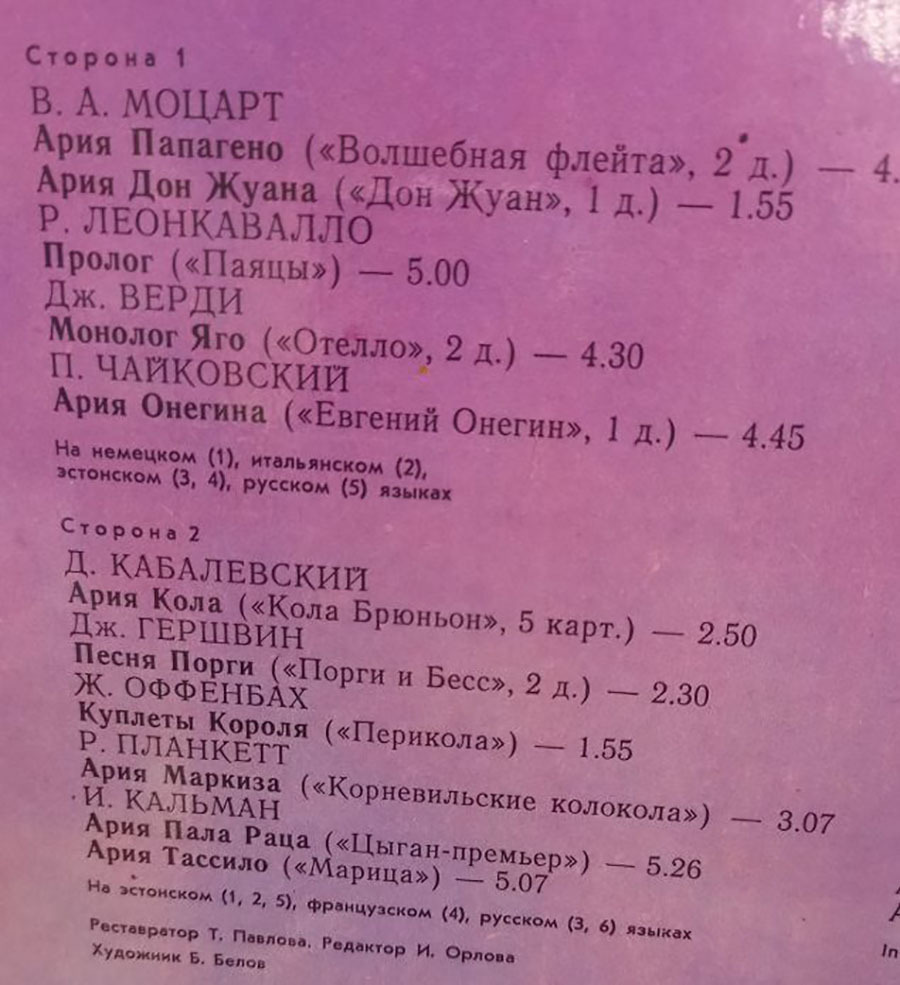 Сторона 1
В. А. МОЦАРТ
Ария Папагено («Волшебная флейта», 2 д.) — 4.
Ария Дон Жуана («Дон Жуан», 1 д.) — 1.55
Р. ЛЕОНКАВАЛЛО
Пролог («Паяцы») — 5.00
Дж. ВЕРДИ
Монолог Яго («Отелло», 2 д.) — 4.30
П. ЧАЙКОВСКИЙ
Ария Онегина («Евгений Онегин», 1 д.) — 4.45
На немецком (1), итальянском (2),
эстонском (3, 4), русском (5) языках
Сторона 2
Д. КАБАЛЕВСКИЙ
Ария Кола («Кола Брюньон», 5 карт.) — 2.50
Дж. ГЕРШВИН
Песня Порги («Порги и Бесс», 2 д.) — 2.30
Ж. ОФФЕНБАХ
Куплеты Короля («Перикола») — 1.55
Р. ПЛАНКЕТТ
Ария Маркиза («Корневильские колокола») — 3.07
И. КАЛЬМАН
Ария Пала Раца («Цыган-премьер») — 5.26
Ария Тассило («Марица») — 5.07
На эстонском (1, 2, 5), французском (4), русском (3, 6) языках
Реставратор Т. Павлова. Редактор И. Орлова
Художник Б. Белов